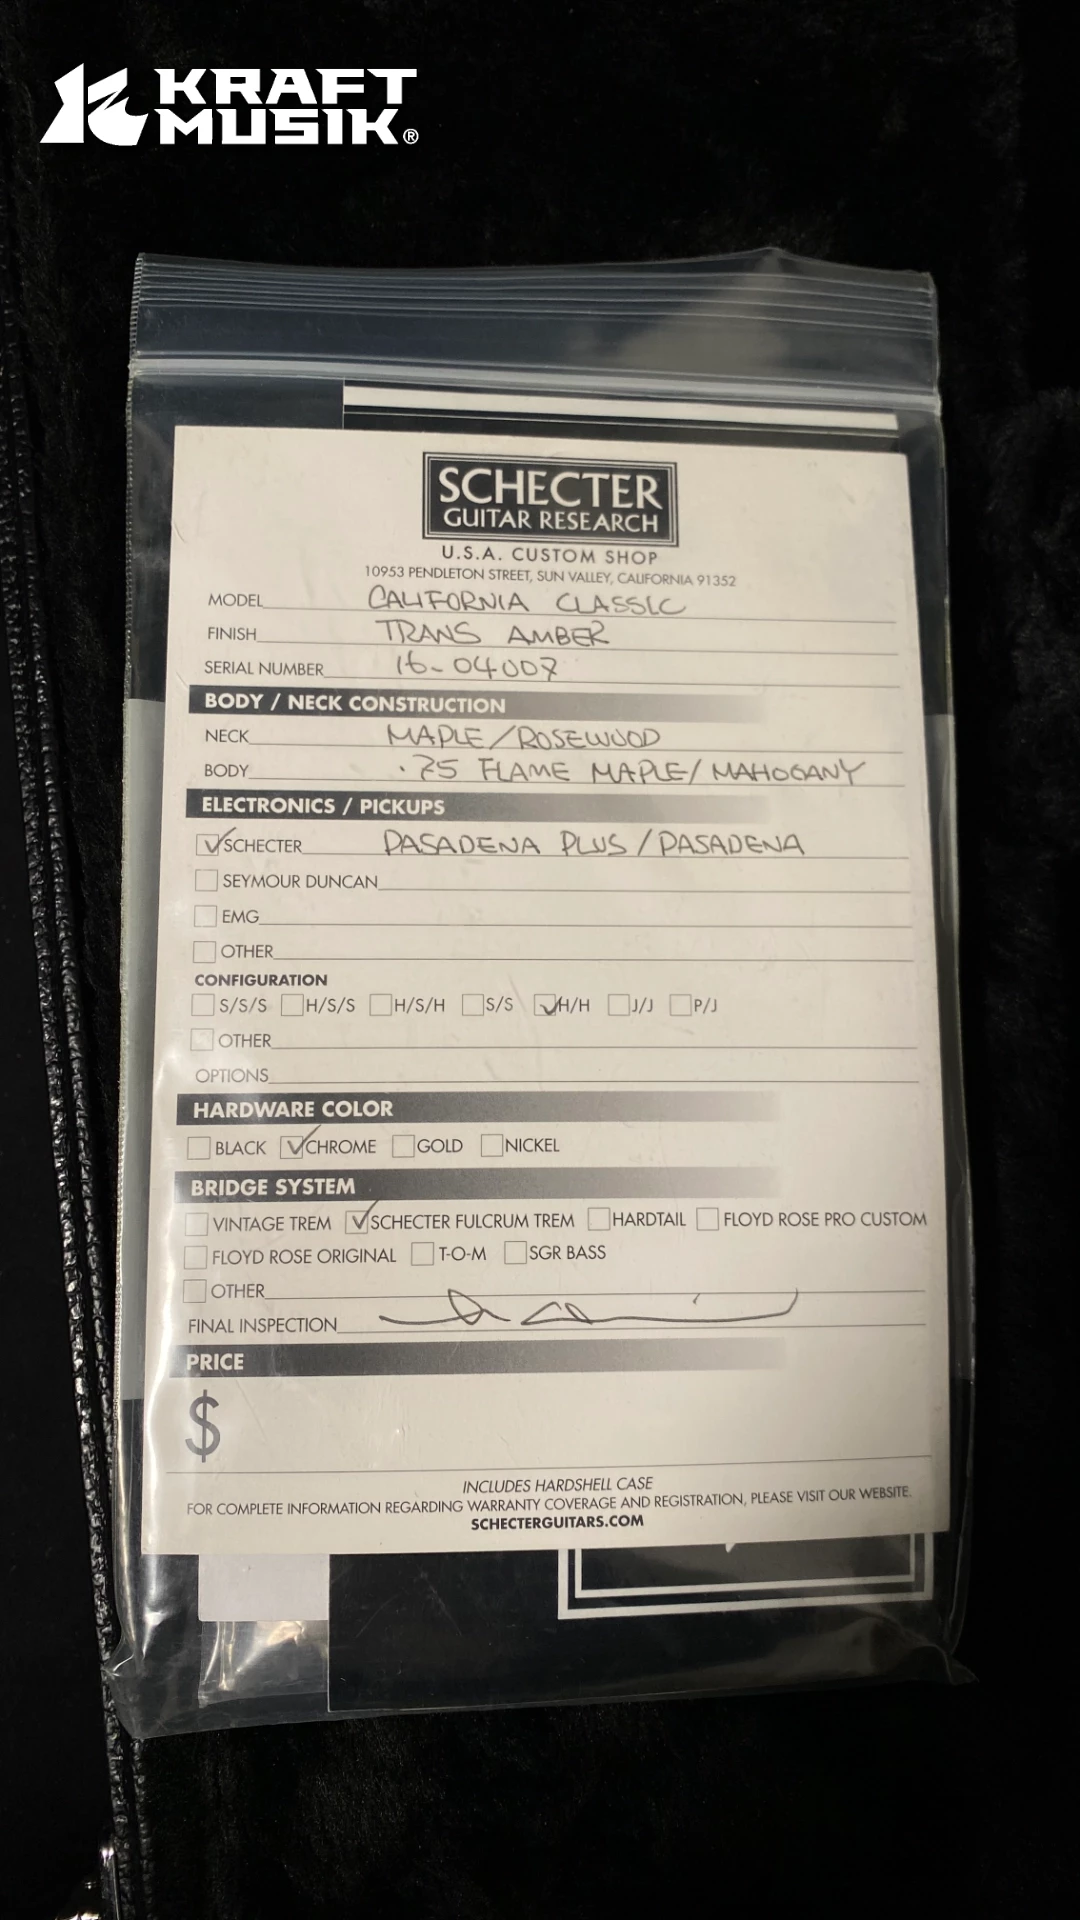 KRAFT
MUSIK®
SCHECTER
GUITAR RESEARCH
U.S.A. CUSTOM SHOP
10953 PENDLETON STREET, SUN VALLEY, CALIFORNIA 91352
MODEL CALIFORNIA CLASSIC
FINISH TRANS AMBER
SERIAL NUMBER 16-04007
BODY / NECK CONSTRUCTION
NECK MAPLE/ROSEWOOD
BODY .75 FLAME MAPLE/MAHOGANY
ELECTRONICS / PICKUPS
SCHECTER PASADENA PLUS/PASADENA
SEYMOUR DUNCAN
EMG
OTHER
CONFIGURATION
S/S/S H/S/S H/S/H S/S H/H J/J P/J
OTHER
OPTIONS
HARDWARE COLOR
BLACK CHROME GOLD NICKEL
BRIDGE SYSTEM
VINTAGE TREM SCHECTER FULCRUM TREM HARDTAIL FLOYD ROSE PRO CUSTOM
FLOYD ROSE ORIGINAL T-O-M SGR BASS
OTHER
FINAL INSPECTION
PRICE
$
INCLUDES HARDSHELL CASE
FOR COMPLETE INFORMATION REGARDING WARRANTY COVERAGE AND REGISTRATION, PLEASE VISIT OUR WEBSITE.
SCHECTERGUITARS.COM